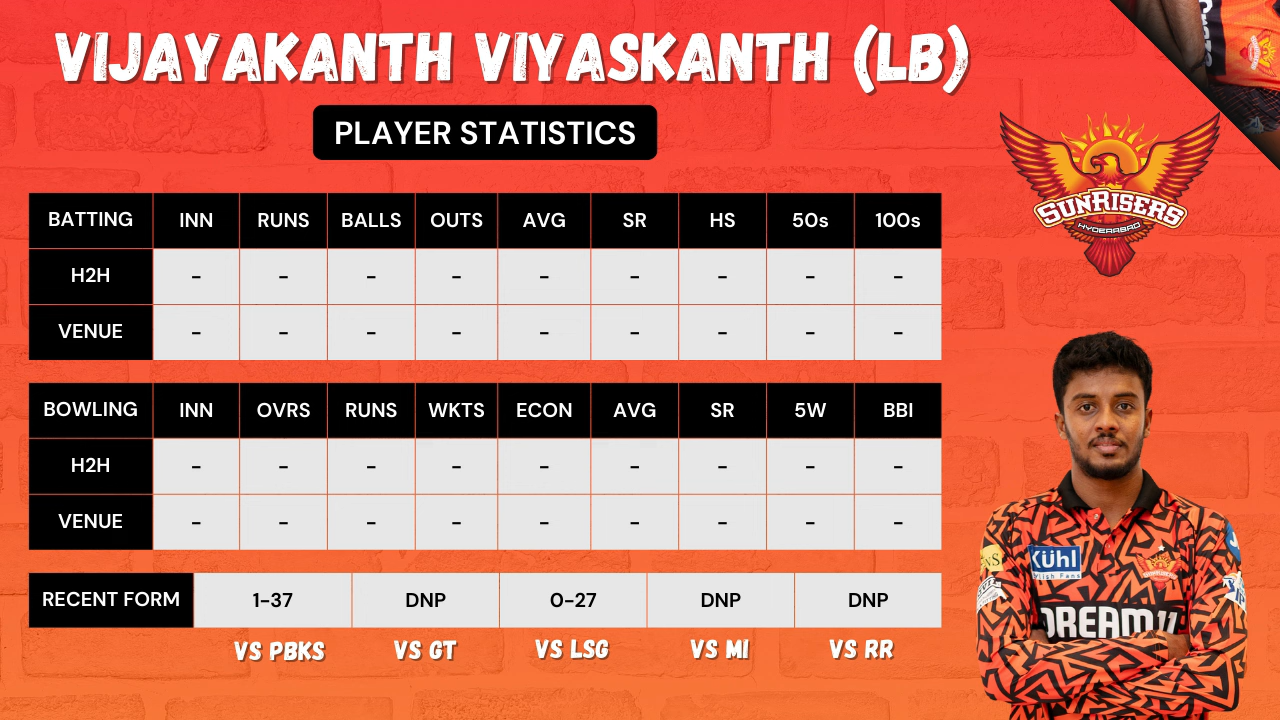 VIJAYAKANTH VIYASKANTH (LB)
PLAYER STATISTICS
SUNRISERS
HYDERABAD
BATTING INN RUNS BALLS OUTS AVG SR HS 50s 100s
H2H - - - - - - - - -
VENUE - - - - - - - - -
BOWLING INN OVRS RUNS WKTS ECON AVG SR 5W BBI
H2H - - - - - - - - -
VENUE - - - - - - - - -
KÜHL
RECENT FORM 1-37 DNP 0-27 DNP DNP
DREAM11
VS PBKS VS GT VS LSG VS MI VS RR